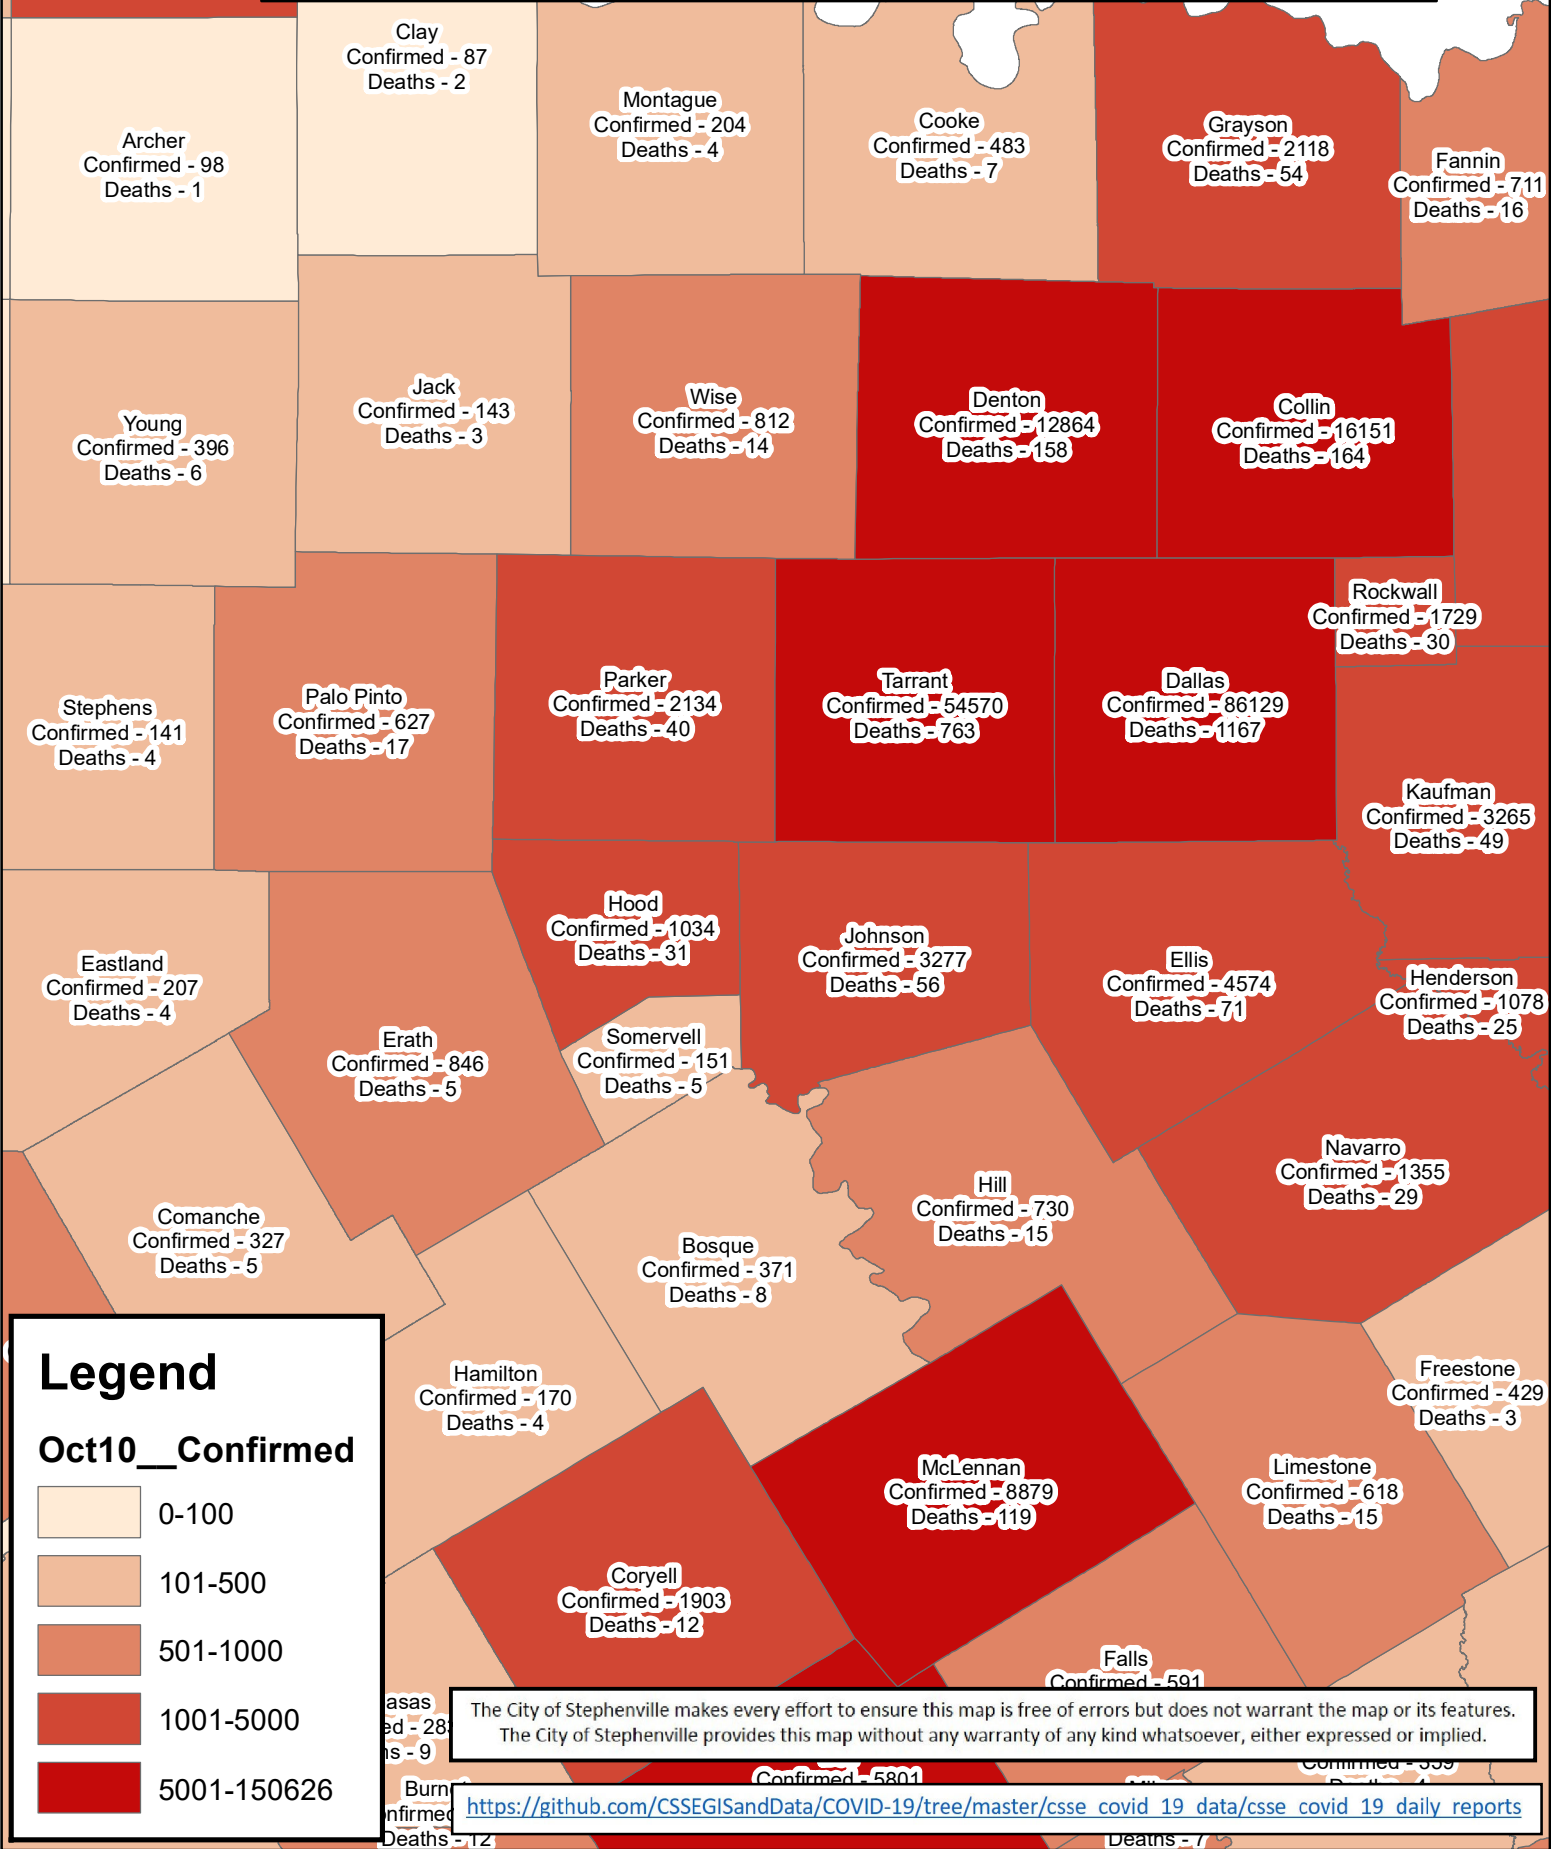 Clay
Confirmed - 87
Deaths - 2
Montague
Confirmed - 204
Deaths - 4
Cooke
Confirmed - 483
Deaths - 7
Grayson
Confirmed - 2118
Deaths - 54
Archer
Confirmed - 98
Deaths - 1
Fannin
Confirmed - 711
Deaths - 16
Young
Confirmed - 396
Deaths - 6
Jack
Confirmed - 143
Deaths - 3
Wise
Confirmed - 812
Deaths - 14
Denton
Confirmed - 12864
Deaths - 158
Collin
Confirmed - 16151
Deaths - 164
Rockwall
Confirmed - 1729
Deaths - 30
Stephens
Confirmed - 141
Deaths - 4
Palo Pinto
Confirmed - 627
Deaths - 17
Parker
Confirmed - 2134
Deaths - 40
Tarrant
Confirmed - 54570
Deaths - 763
Dallas
Confirmed - 86129
Deaths - 1167
Kaufman
Confirmed - 3265
Deaths - 49
Eastland
Confirmed - 207
Deaths - 4
Hood
Confirmed - 1034
Deaths - 31
Johnson
Confirmed - 3277
Deaths - 56
Ellis
Confirmed - 4574
Deaths - 71
Henderson
Confirmed - 1078
Deaths - 25
Erath
Confirmed - 846
Deaths - 5
Somervell
Confirmed - 151
Deaths - 5
Navarro
Confirmed - 1355
Deaths - 29
Comanche
Confirmed - 327
Deaths - 5
Bosque
Confirmed - 371
Deaths - 8
Hill
Confirmed - 730
Deaths - 15
Hamilton
Confirmed - 170
Deaths - 4
Freestone
Confirmed - 429
Deaths - 3
McLennan
Confirmed - 8879
Deaths - 119
Limestone
Confirmed - 618
Deaths - 15
Coryell
Confirmed - 1903
Deaths - 12
Falls
Confirmed - 591
asas
ed - 28
ns - 9
Confirmed - 5801
Confirmed - 359
Burn
nfirmed
Deaths - 12
Deaths - 7
Legend
Oct10__Confirmed
0-100
101-500
501-1000
1001-5000
5001-150626
The City of Stephenville makes every effort to ensure this map is free of errors but does not warrant the map or its features.
The City of Stephenville provides this map without any warranty of any kind whatsoever, either expressed or implied.
https://github.com/CSSEGISandData/COVID-19/tree/master/csse_covid_19_data/csse_covid_19_daily_reports